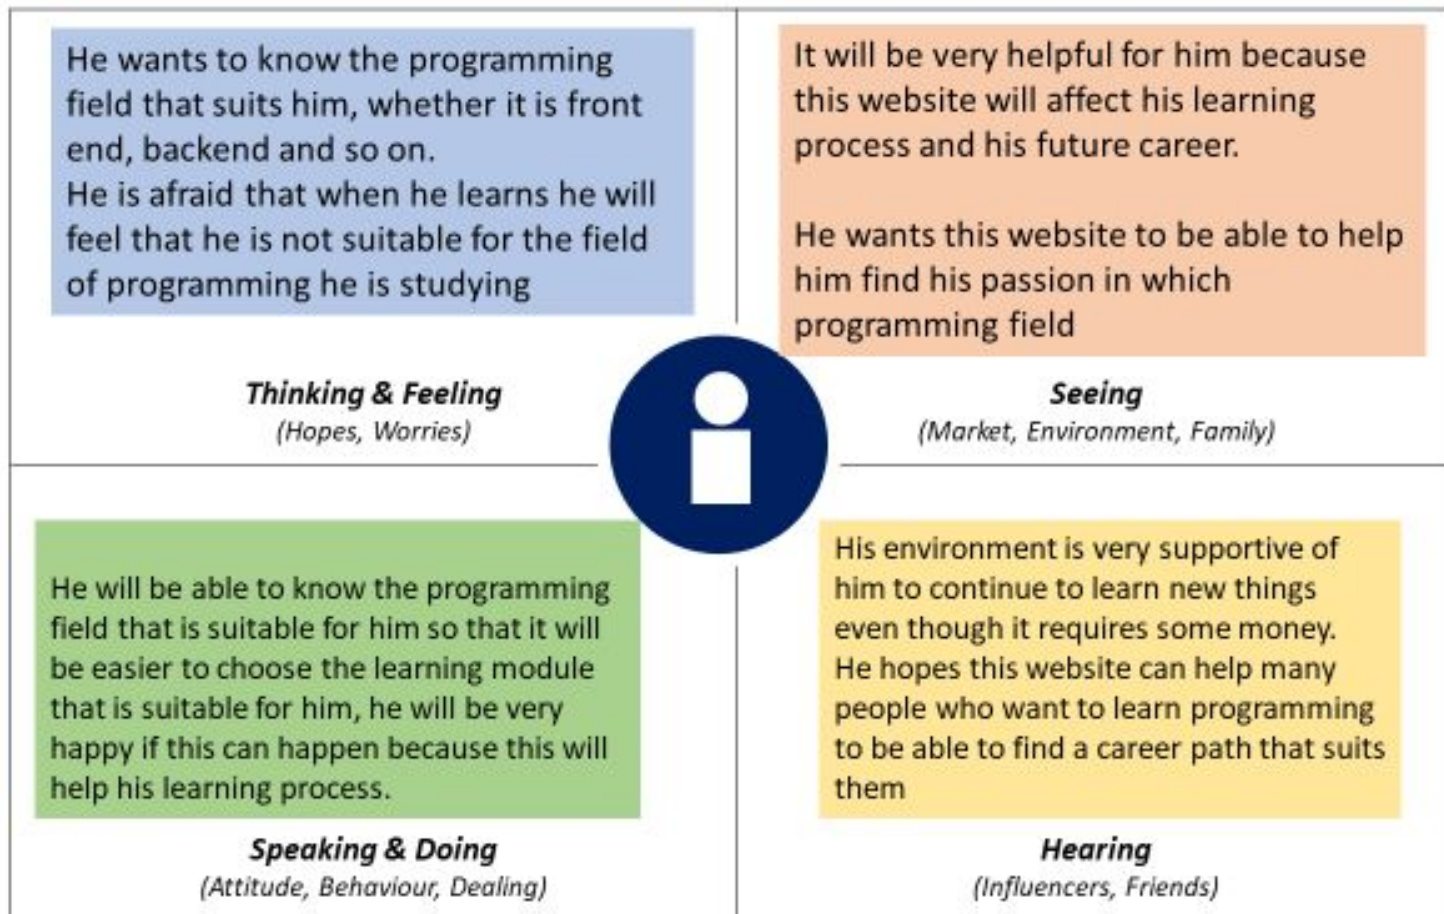 He wants to know the programming
field that suits him, whether it is front
end, backend and so on.
He is afraid that when he learns he will
feel that he is not suitable for the field
of programming he is studying
Thinking & Feeling
(Hopes, Worries)
It will be very helpful for him because
this website will affect his learning
process and his future career.
He wants this website to be able to help
him find his passion in which
programming field
Seeing
(Market, Environment, Family)
He will be able to know the programming
field that is suitable for him so that it will
be easier to choose the learning module
that is suitable for him, he will be very
happy if this can happen because this will
help his learning process.
Speaking & Doing
(Attitude, Behaviour, Dealing)
His environment is very supportive of
him to continue to learn new things
even though it requires some money.
He hopes this website can help many
people who want to learn programming
to be able to find a career path that suits
them
Hearing
(Influencers, Friends)